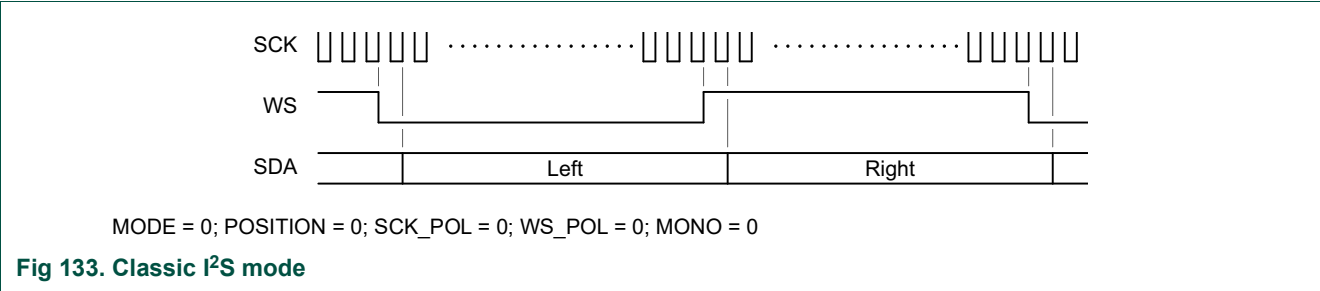 SCK
WS
SDA Left Right
MODE = 0; POSITION = 0; SCK_POL = 0; WS_POL = 0; MONO = 0
Fig 133. Classic I²S mode